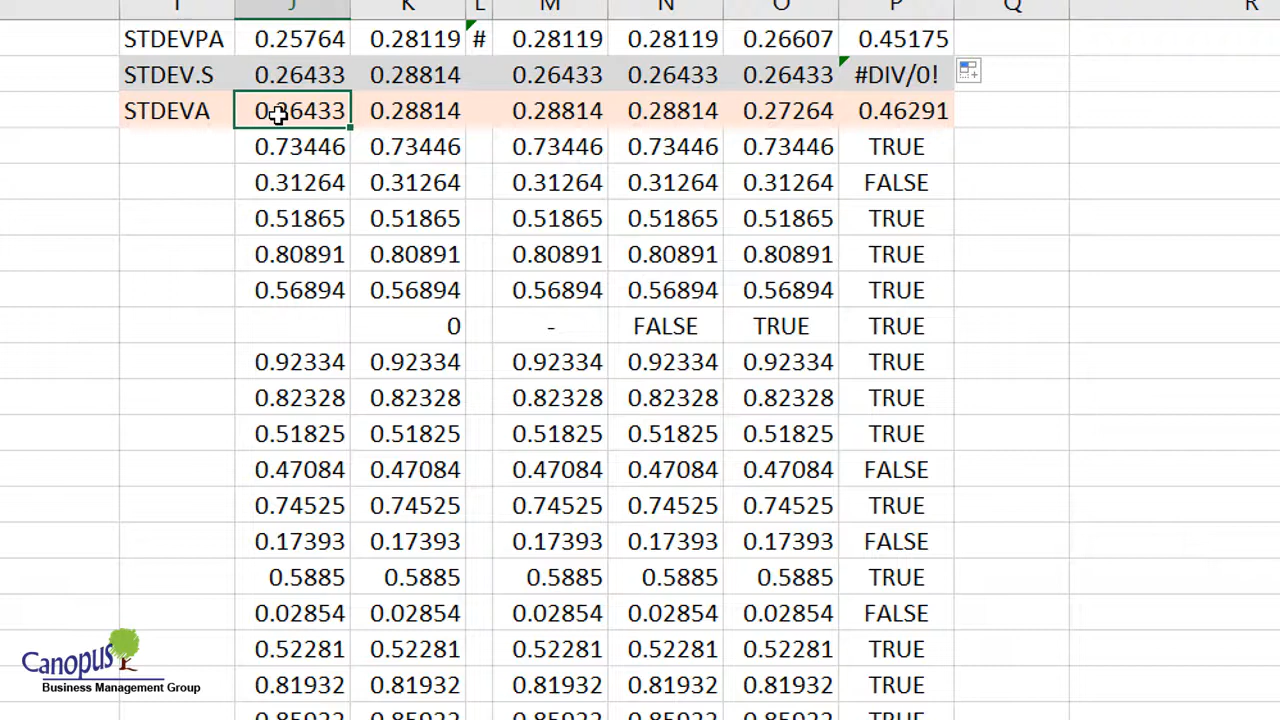 I J K L M N O P Q R
STDEVPA 0.25764 0.28119 # 0.28119 0.28119 0.26607 0.45175
STDEV.S 0.26433 0.28814 0.26433 0.26433 0.26433 #DIV/0!
STDEVA 0.26433 0.28814 0.28814 0.28814 0.27264 0.46291
0.73446 0.73446 0.73446 0.73446 0.73446 TRUE
0.31264 0.31264 0.31264 0.31264 0.31264 FALSE
0.51865 0.51865 0.51865 0.51865 0.51865 TRUE
0.80891 0.80891 0.80891 0.80891 0.80891 TRUE
0.56894 0.56894 0.56894 0.56894 0.56894 TRUE
0 - FALSE TRUE TRUE
0.92334 0.92334 0.92334 0.92334 0.92334 TRUE
0.82328 0.82328 0.82328 0.82328 0.82328 TRUE
0.51825 0.51825 0.51825 0.51825 0.51825 TRUE
0.47084 0.47084 0.47084 0.47084 0.47084 FALSE
0.74525 0.74525 0.74525 0.74525 0.74525 TRUE
0.17393 0.17393 0.17393 0.17393 0.17393 FALSE
0.5885 0.5885 0.5885 0.5885 0.5885 TRUE
0.02854 0.02854 0.02854 0.02854 0.02854 FALSE
0.52281 0.52281 0.52281 0.52281 0.52281 TRUE
0.81932 0.81932 0.81932 0.81932 0.81932 TRUE
0.85922 0.85922 0.85922 0.85922 0.85922 TRUE
Canopus
Business Management Group